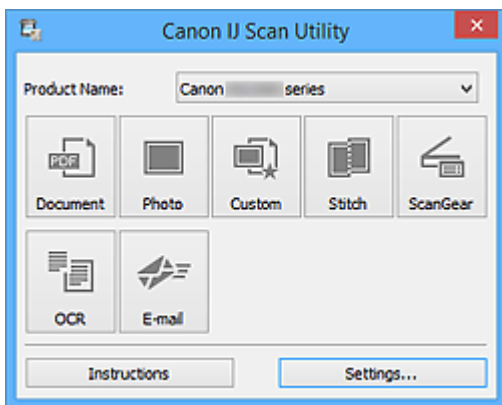 Canon IJ Scan Utility
Product Name: Canon series
PDF
Document Photo Custom Stitch ScanGear
OCR E-mail
Instructions Settings...